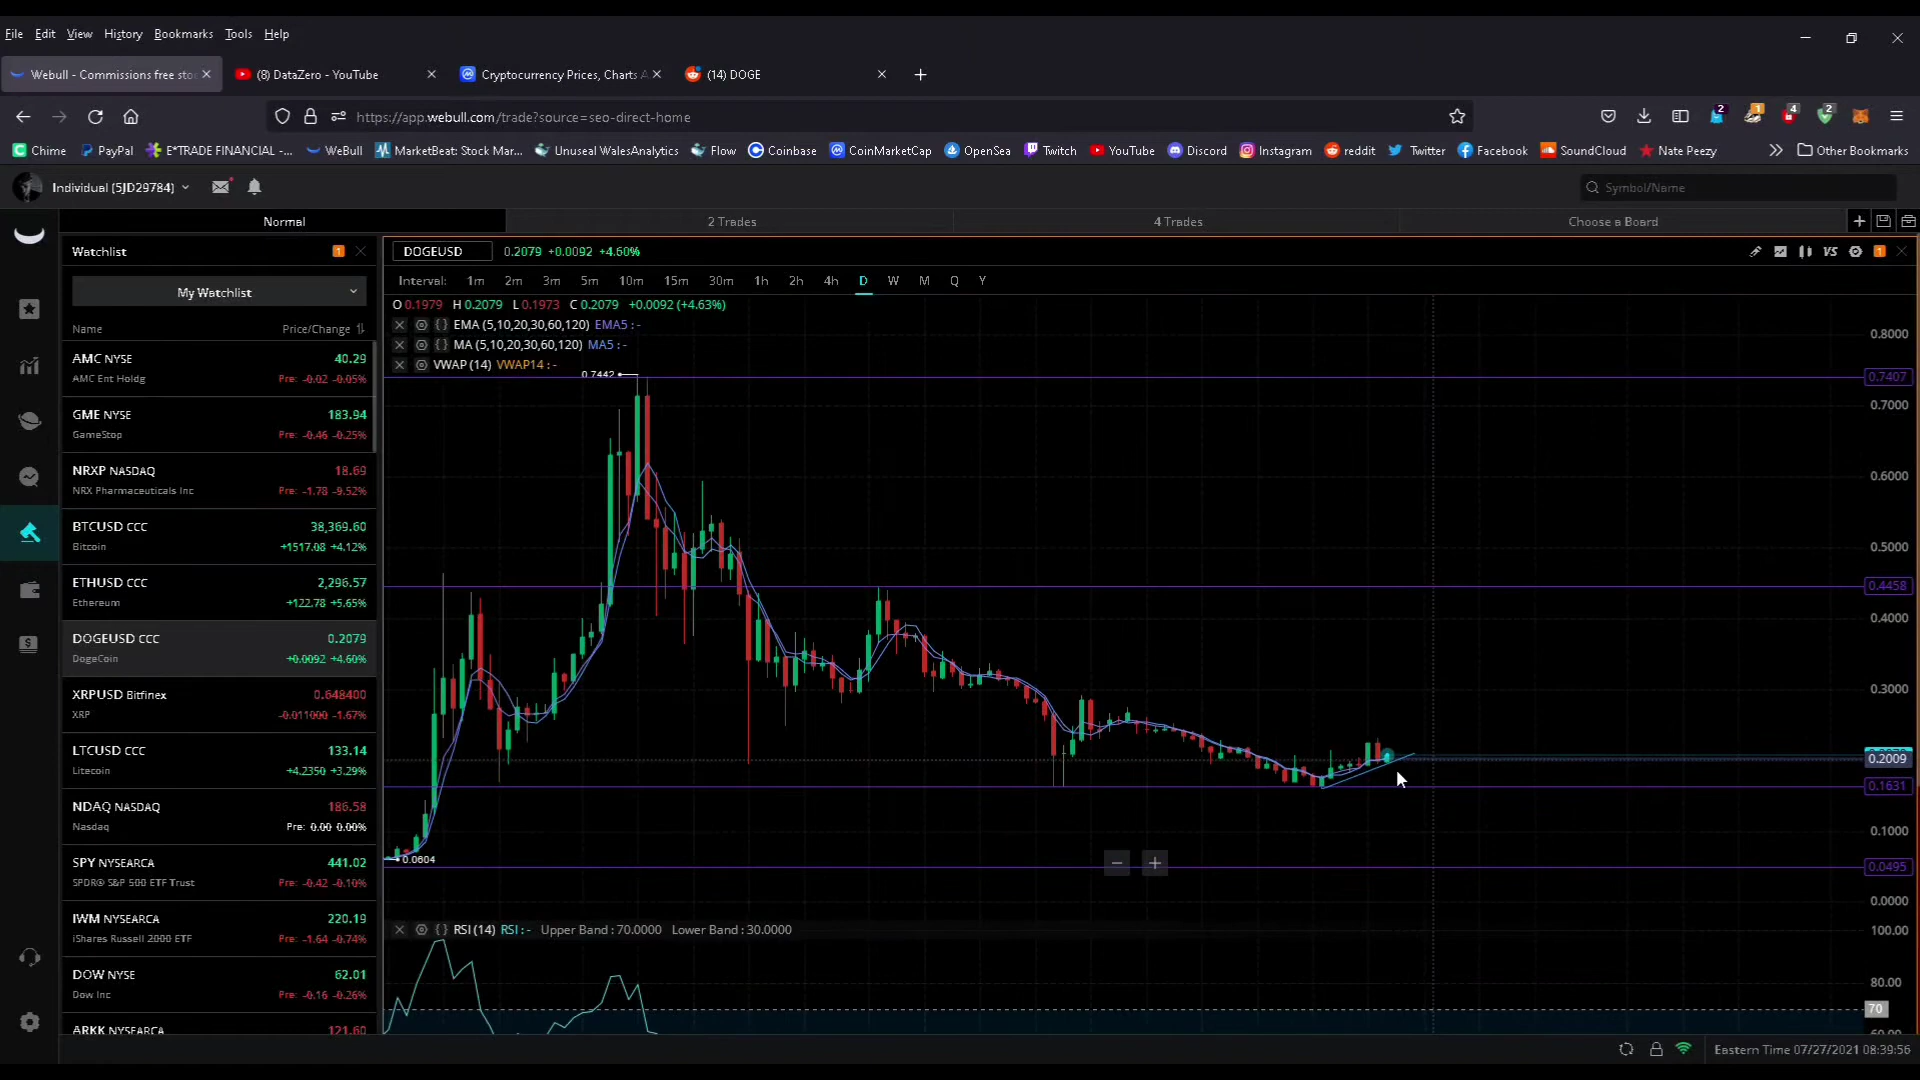 File Edit View History Bookmarks Tools Help
Webull - Commissions free sto
(8) DataZero - YouTube
Cryptocurrency Prices, Charts A
(14) DOGE
https://app.webull.com/trade?source=seo-direct-home
2 1 4 2
Chime PayPal E*TRADE FINANCIAL -... WeBull MarketBeat: Stock Mar... Unseual WalesAnalytics Flow Coinbase CoinMarketCap OpenSea Twitch YouTube Discord Instagram reddit Twitter Facebook SoundCloud Nate Peezy Other Bookmarks
Individual (5JD29784)
Symbol/Name
Normal 2 Trades 4 Trades Choose a Board
Watchlist 1
My Watchlist
Name Price/Change
AMC NYSE 40.29
AMC Ent Holdg Pre: -0.02 -0.05%
GME NYSE 183.94
GameStop Pre: -0.46 -0.25%
NRXP NASDAQ 18.69
NRX Pharmaceuticals Inc Pre: -1.78 -9.52%
BTCUSD CCC 38,369.60
Bitcoin +1517.08 +4.12%
ETHUSD CCC 2,296.57
Ethereum +122.78 +5.65%
DOGEUSD CCC 0.2079
DogeCoin +0.0092 +4.60%
XRPUSD Bitfinex 0.648400
XRP -0.011000 -1.67%
LTCUSD CCC 133.14
Litecoin +4.2350 +3.29%
NDAQ NASDAQ 186.58
Nasdaq Pre: 0.00 0.00%
SPY NYSEARCA 441.02
SPDR® S&P 500 ETF Trust Pre: -0.42 -0.10%
IWM NYSEARCA 220.19
iShares Russell 2000 ETF Pre: -1.64 -0.74%
DOW NYSE 62.01
Dow Inc Pre: -0.16 -0.26%
ARKK NYSEARCA 121.60
DOGEUSD 0.2079 +0.0092 +4.60%
VS 1
Interval: 1m 2m 3m 5m 10m 15m 30m 1h 2h 4h D W M Q Y
O 0.1979 H 0.2079 L 0.1973 C 0.2079 +0.0092 (+4.63%)
EMA (5,10,20,30,60,120) EMA5 : -
MA (5,10,20,30,60,120) MA5 : -
VWAP (14) VWAP14 : -
0.7442
0.0604
0.8000
0.7407
0.7000
0.6000
0.5000
0.4458
0.4000
0.3000
0.2009
0.1631
0.1000
0.0495
0.0000
RSI (14) RSI : - Upper Band : 70.0000 Lower Band : 30.0000
100.00
80.00
70
Eastern Time 07/27/2021 08:39:56